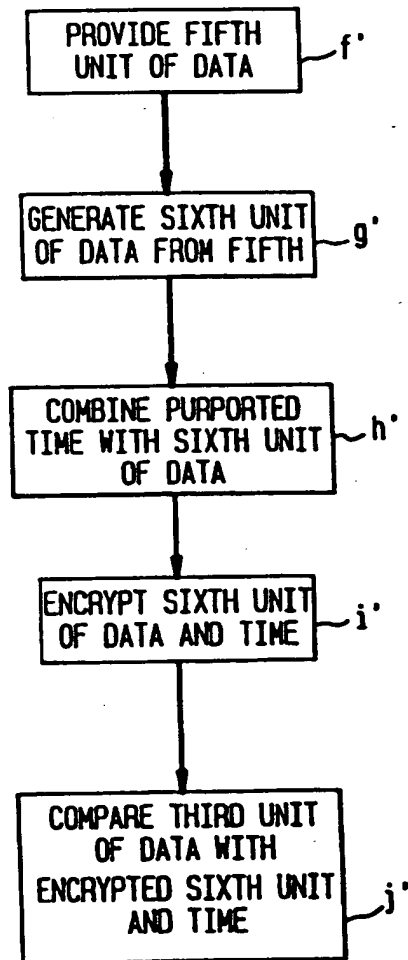 PROVIDE FIFTH
UNIT OF DATA
f'
GENERATE SIXTH UNIT
OF DATA FROM FIFTH
g'
COMBINE PURPORTED
TIME WITH SIXTH UNIT
OF DATA
h'
ENCRYPT SIXTH UNIT
OF DATA AND TIME
i'
COMPARE THIRD UNIT
OF DATA WITH
ENCRYPTED SIXTH UNIT
AND TIME
j'